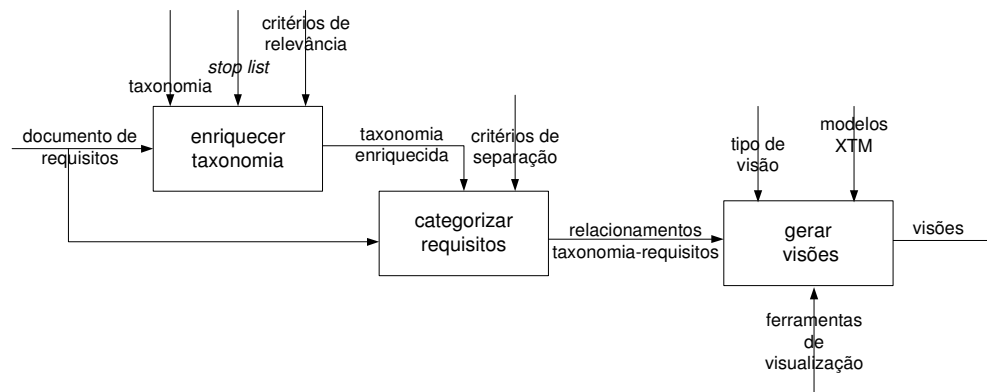 critérios de
relevância
stop list
taxonomia
documento de
requisitos
enriquecer
taxonomia
taxonomia
enriquecida
critérios de
separação
categorizar
requisitos
relacionamentos
taxonomia-requisitos
tipo de
visão
modelos
XTM
gerar
visões
visões
ferramentas
de
visualização